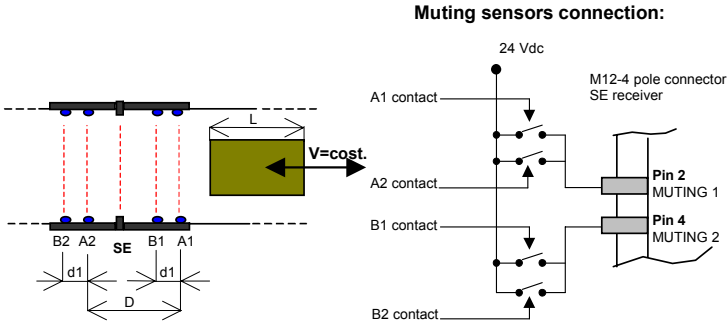 Muting sensors connection:
24 Vdc
M12-4 pole connector
SE receiver
A1 contact
L
V=cost.
A2 contact
Pin 2
MUTING 1
B1 contact
Pin 4
MUTING 2
B2 A2 SE B1 A1
d1 d1
D
B2 contact